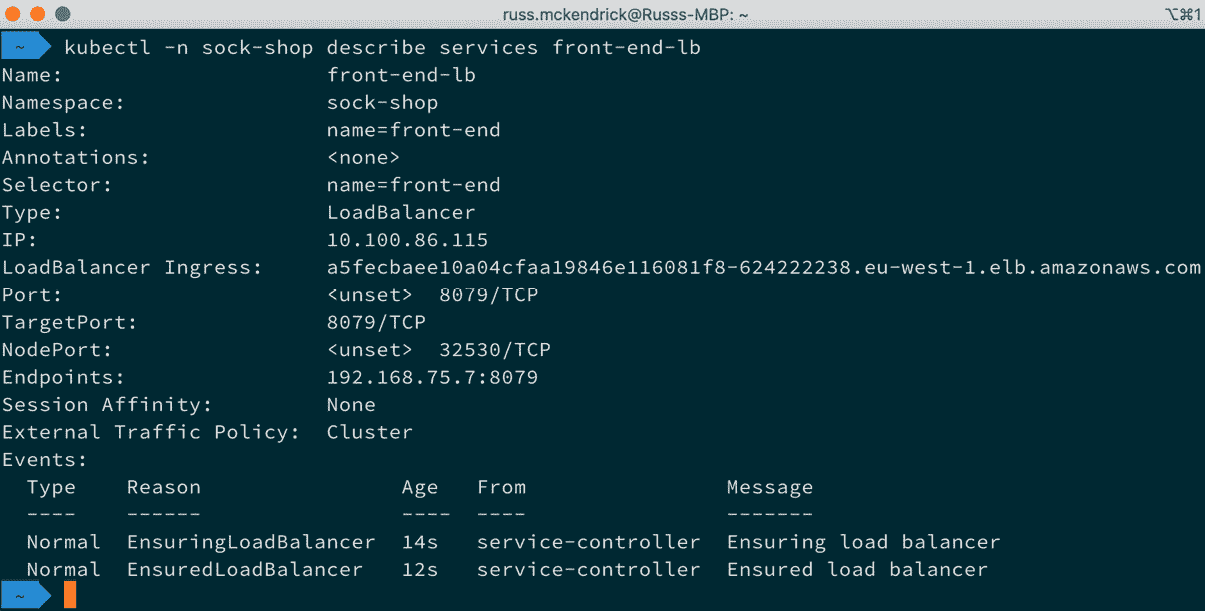 russ.mckendrick@Russs-MBP: ~
⌥⌘1
~ kubectl -n sock-shop describe services front-end-lb
Name: front-end-lb
Namespace: sock-shop
Labels: name=front-end
Annotations: <none>
Selector: name=front-end
Type: LoadBalancer
IP: 10.100.86.115
LoadBalancer Ingress: a5fecbaee10a04cfaa19846e116081f8-624222238.eu-west-1.elb.amazonaws.com
Port: <unset> 8079/TCP
TargetPort: 8079/TCP
NodePort: <unset> 32530/TCP
Endpoints: 192.168.75.7:8079
Session Affinity: None
External Traffic Policy: Cluster
Events:
Type Reason Age From Message
---- ------ ---- ---- -------
Normal EnsuringLoadBalancer 14s service-controller Ensuring load balancer
Normal EnsuredLoadBalancer 12s service-controller Ensured load balancer
~